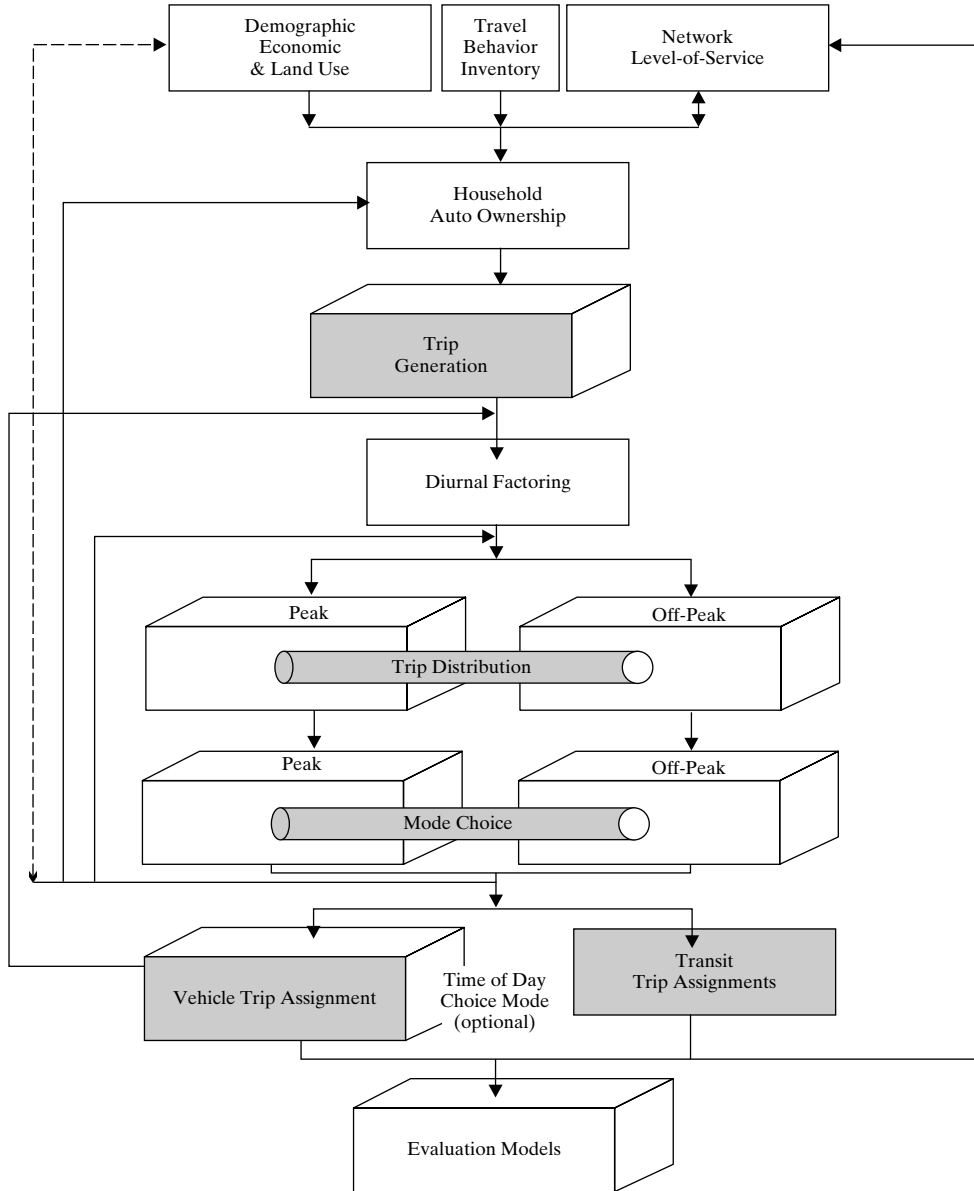 Demographic
Economic
& Land Use
Travel
Behavior
Inventory
Network
Level-of-Service
Household
Auto Ownership
Trip
Generation
Diurnal Factoring
Peak
Off-Peak
Trip Distribution
Peak
Off-Peak
Mode Choice
Vehicle Trip Assignment
Time of Day
Choice Mode
(optional)
Transit
Trip Assignments
Evaluation Models